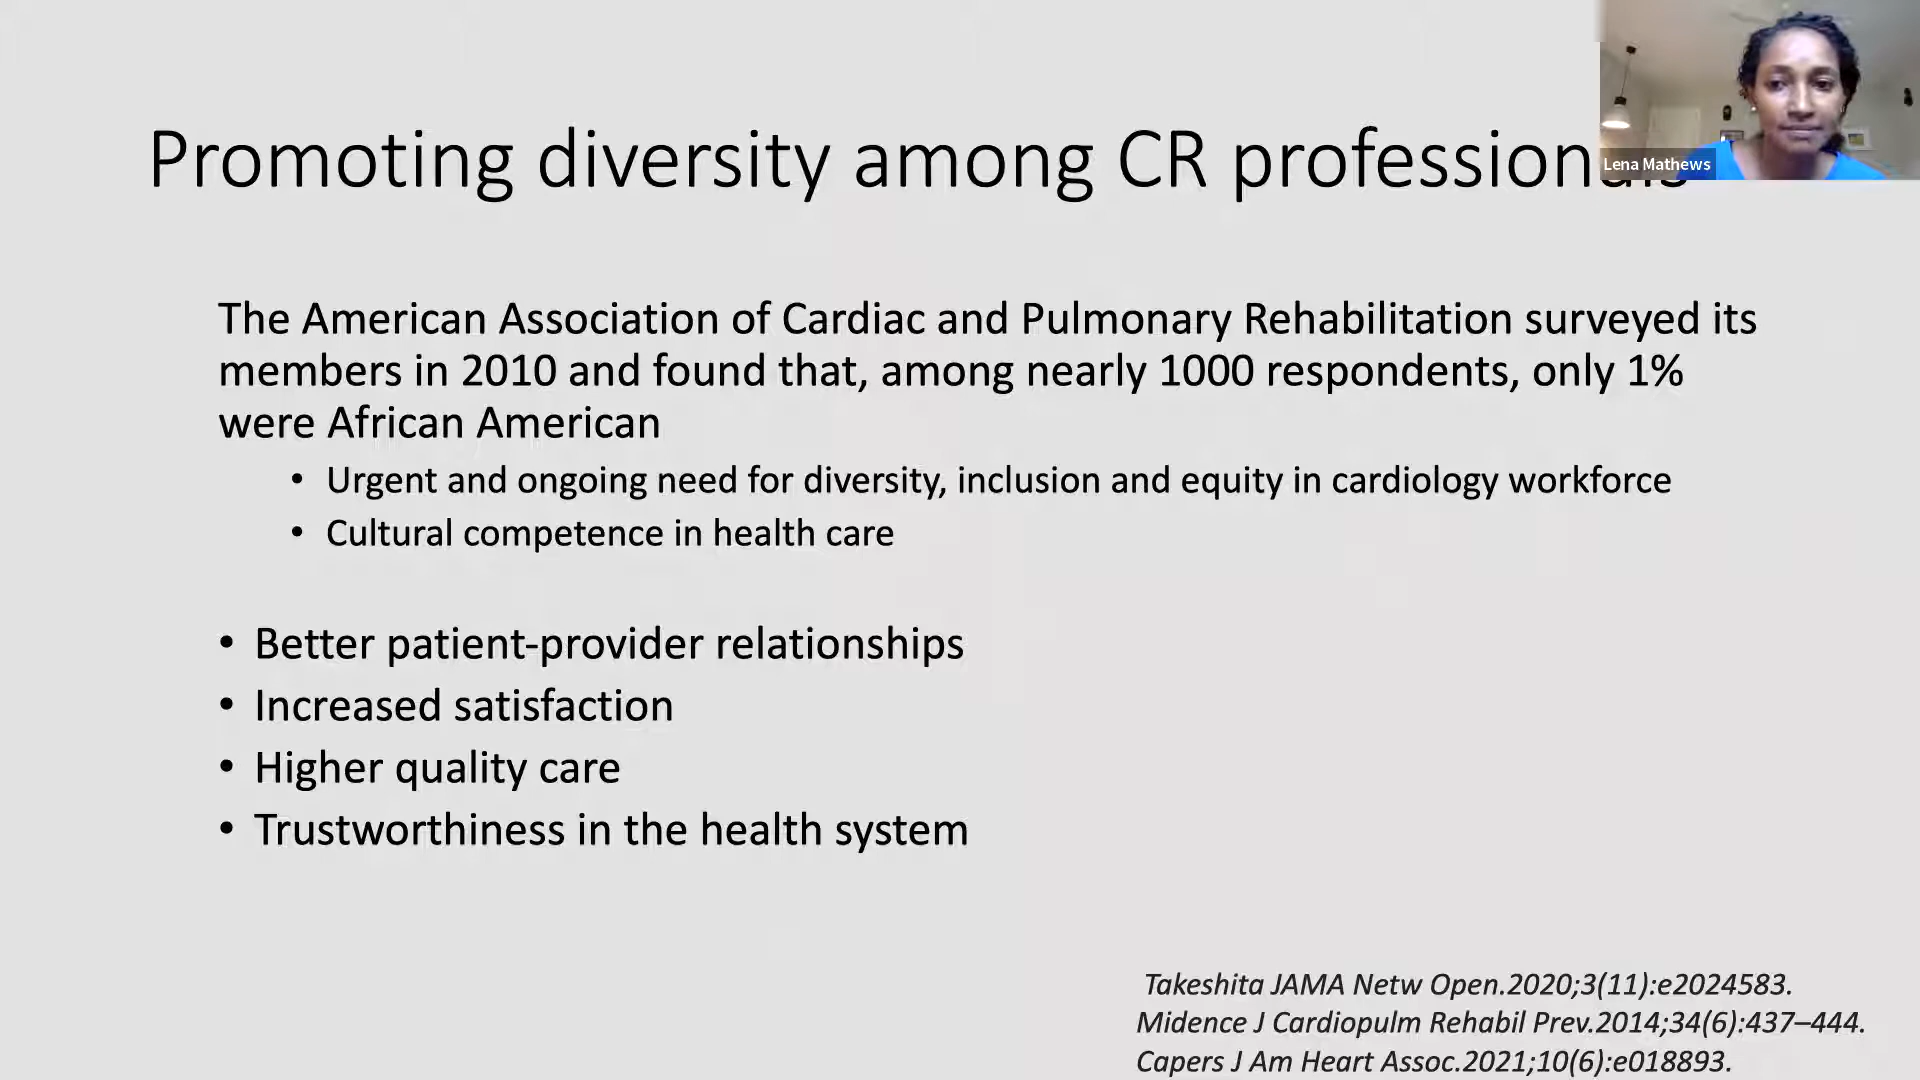 Promoting diversity among CR professionals
Lena Mathews
The American Association of Cardiac and Pulmonary Rehabilitation surveyed its
members in 2010 and found that, among nearly 1000 respondents, only 1%
were African American
• Urgent and ongoing need for diversity, inclusion and equity in cardiology workforce
• Cultural competence in health care
• Better patient-provider relationships
• Increased satisfaction
• Higher quality care
• Trustworthiness in the health system
Takeshita JAMA Netw Open.2020;3(11):e2024583.
Midence J Cardiopulm Rehabil Prev.2014;34(6):437–444.
Capers J Am Heart Assoc.2021;10(6):e018893.